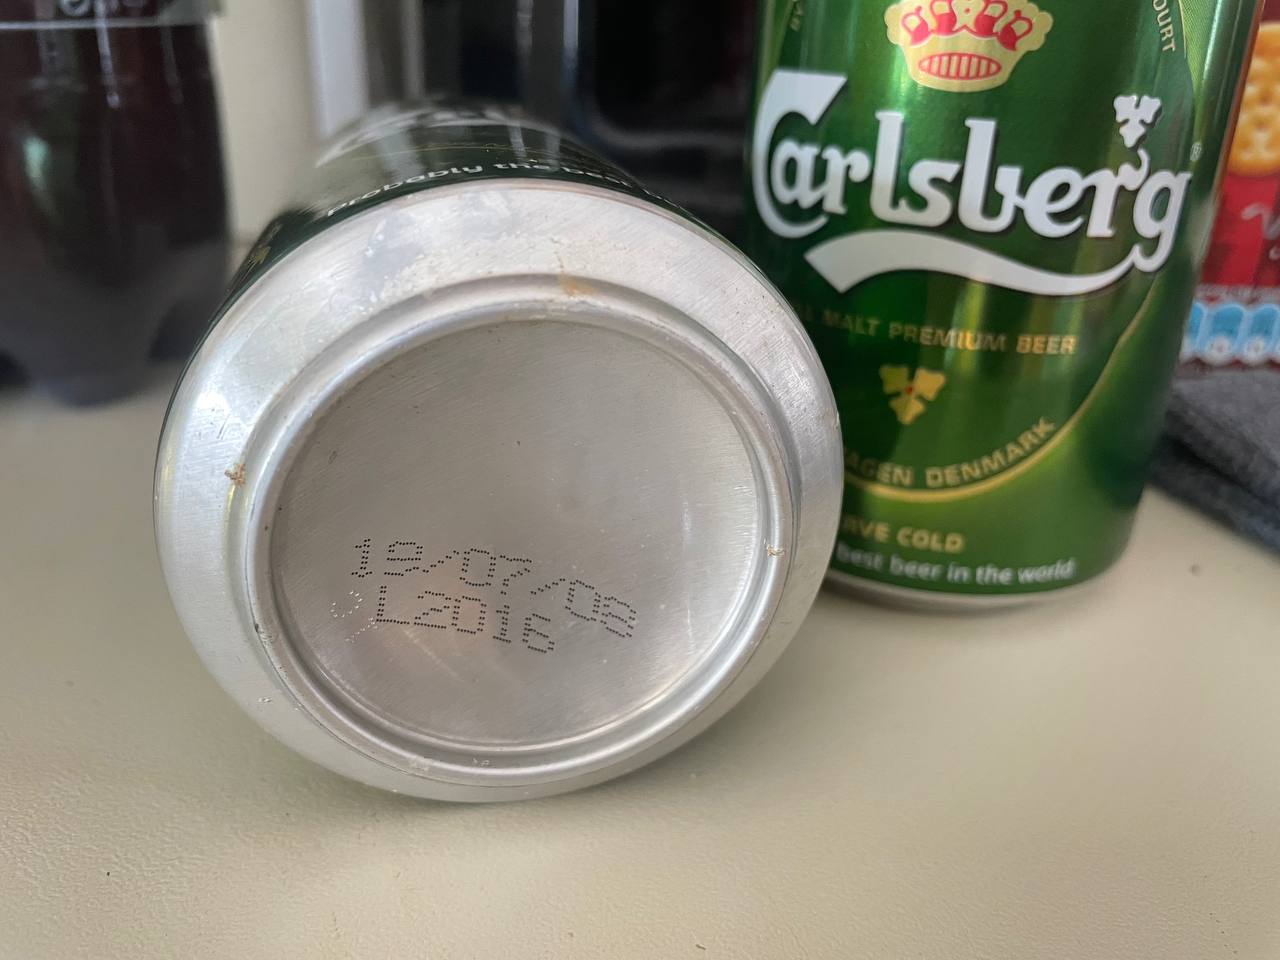 Carlsberg
MALT PREMIUM BEER
DENMARK
COLD
best beer in the world
probably the
19/07/08
L2016